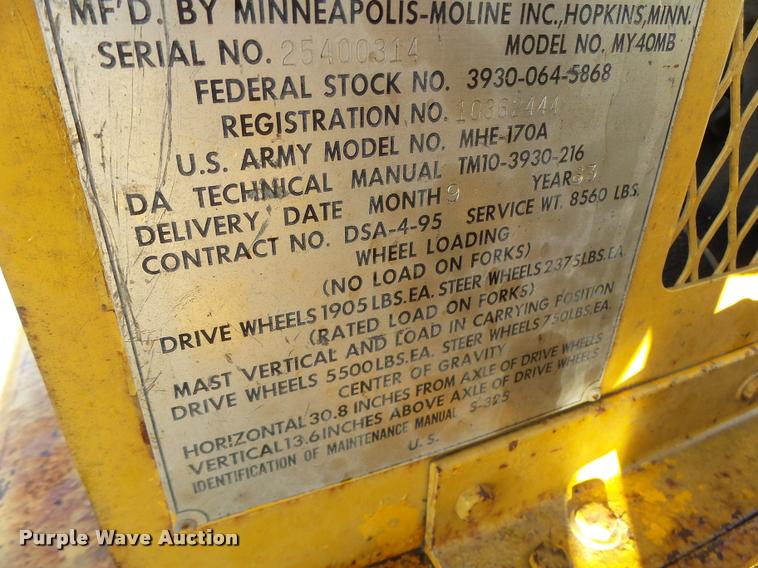 MF'D. BY MINNEAPOLIS-MOLINE INC., HOPKINS, MINN.
SERIAL NO. 25400314 MODEL NO. MY40MB
FEDERAL STOCK NO. 3930-064-5868
REGISTRATION NO.
U.S. ARMY MODEL NO. MHE-170A
DA TECHNICAL MANUAL TM10-3930-216
DELIVERY DATE MONTH 9 YEAR 63
CONTRACT NO. DSA-4-95 SERVICE WT. 8560 LBS.
WHEEL LOADING
(NO LOAD ON FORKS)
DRIVE WHEELS 1905 LBS. EA. STEER WHEELS 2375 LBS. EA.
(RATED LOAD ON FORKS)
MAST VERTICAL AND LOAD IN CARRYING POSITION
DRIVE WHEELS 5500 LBS. EA. STEER WHEELS 750 LBS. EA.
CENTER OF GRAVITY
HORIZONTAL 30.8 INCHES FROM AXLE OF DRIVE WHEELS
VERTICAL 13.6 INCHES ABOVE AXLE OF DRIVE WHEELS
IDENTIFICATION OF MAINTENANCE MANUAL S-325
U.S.
Purple Wave Auction